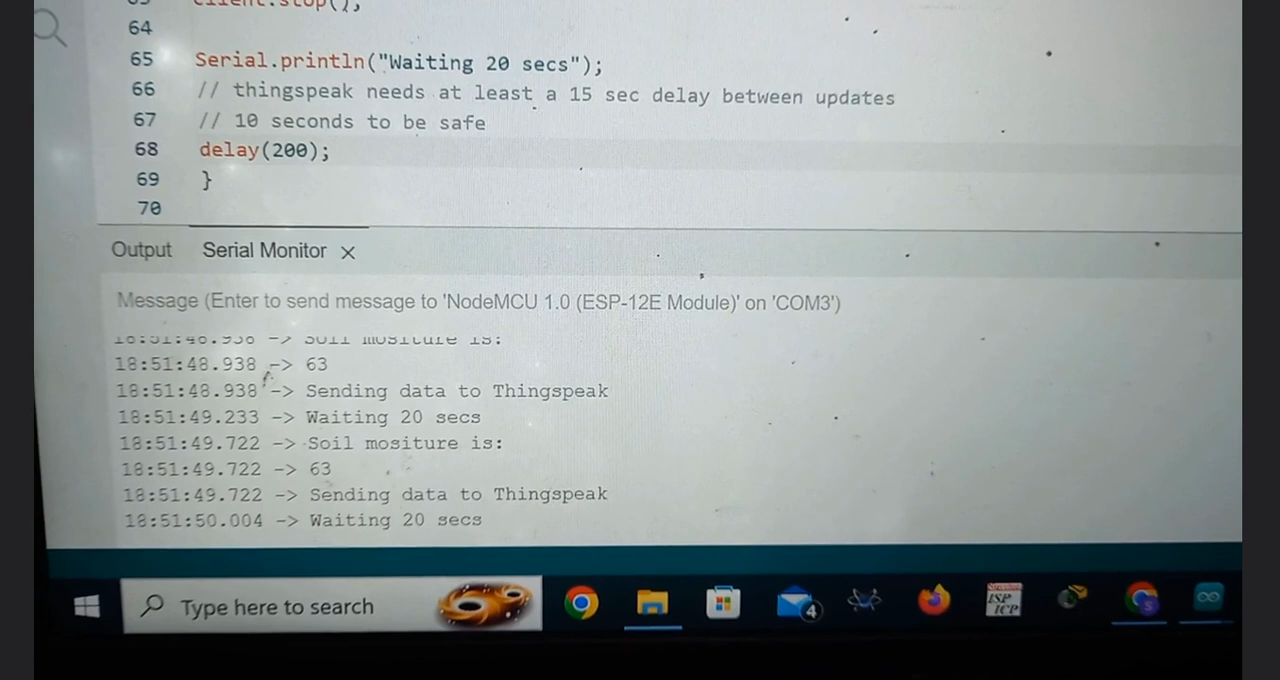 64
65 Serial.println("Waiting 20 secs");
66 // thingspeak needs at least a 15 sec delay between updates
67 // 10 seconds to be safe
68 delay(200);
69 }
70
Output Serial Monitor
Message (Enter to send message to 'NodeMCU 1.0 (ESP-12E Module)' on 'COM3')
18:51:48.938 -> 63
18:51:48.938 -> Sending data to Thingspeak
18:51:49.233 -> Waiting 20 secs
18:51:49.722 -> Soil mositure is:
18:51:49.722 -> 63
18:51:49.722 -> Sending data to Thingspeak
18:51:50.004 -> Waiting 20 secs
Type here to search
4
ESP
ICP